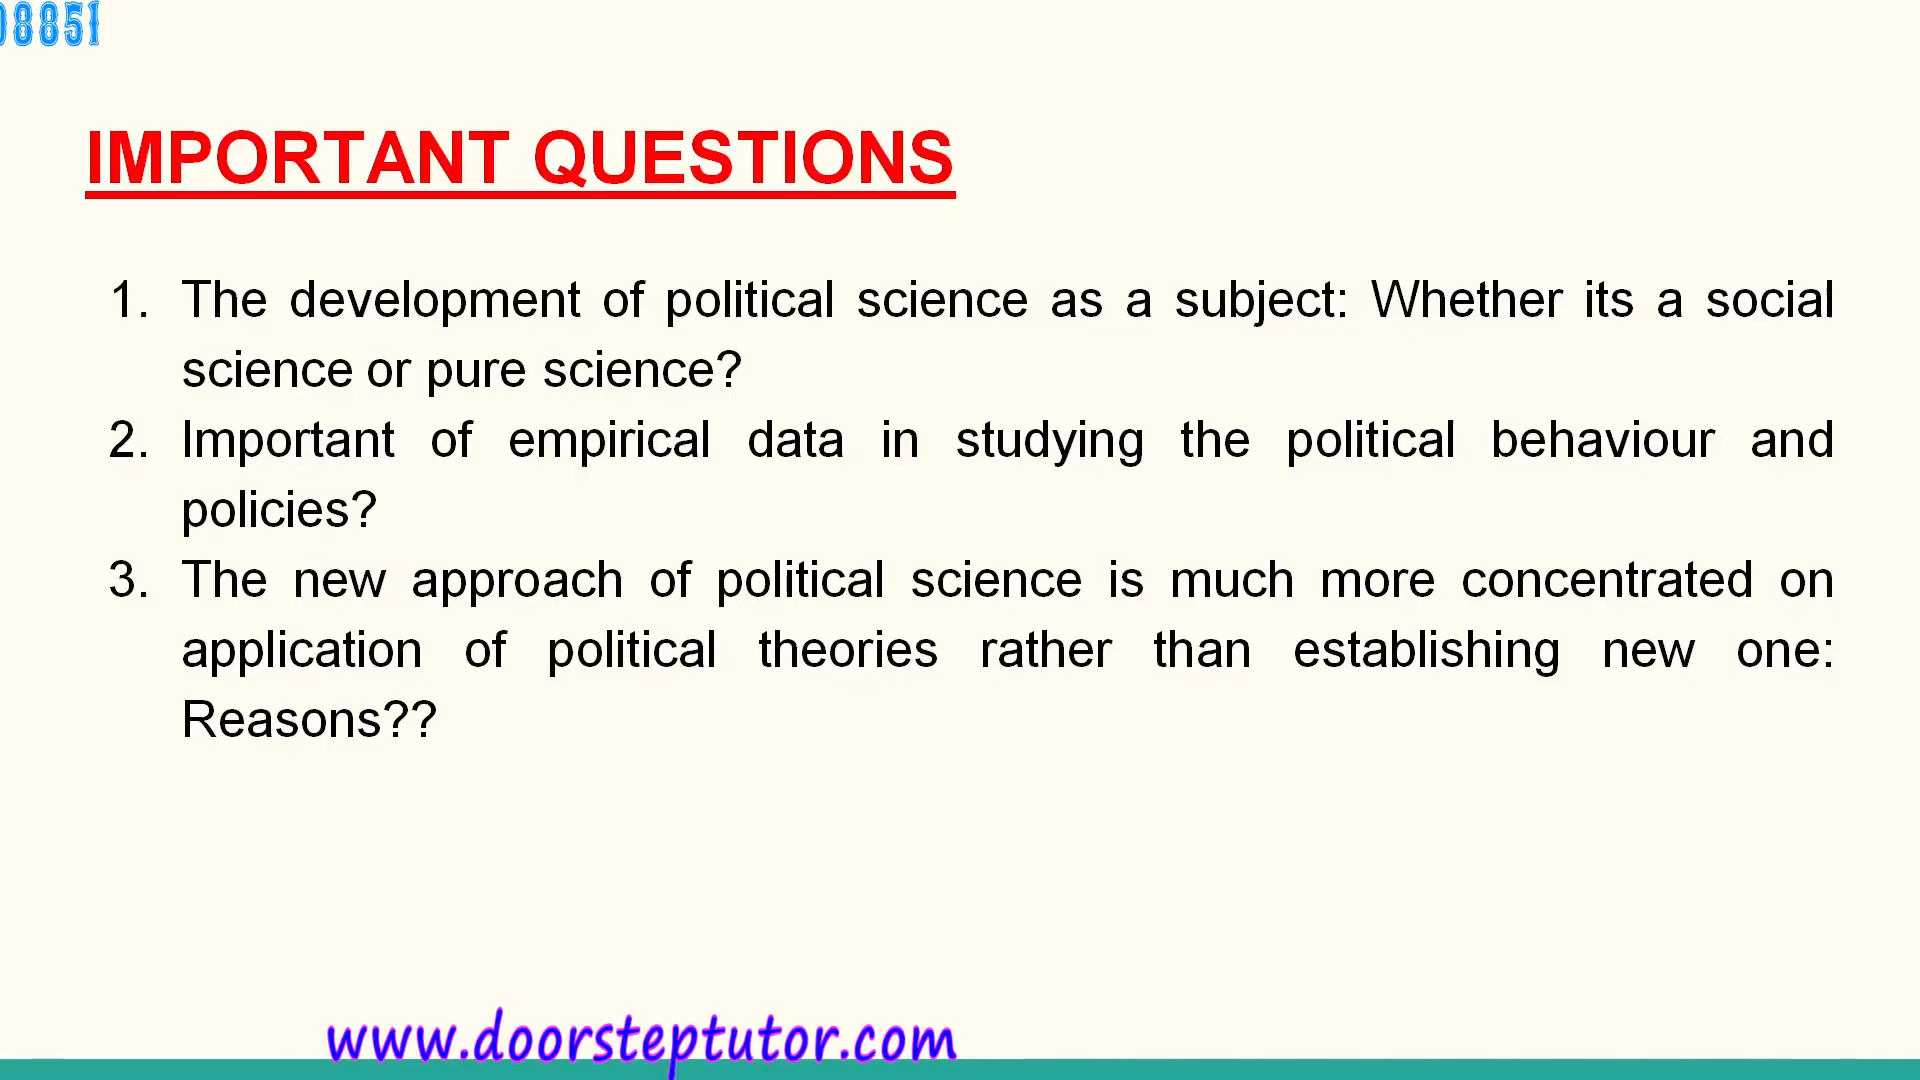 08851
IMPORTANT QUESTIONS
1. The development of political science as a subject: Whether its a social
science or pure science?
2. Important of empirical data in studying the political behaviour and
policies?
3. The new approach of political science is much more concentrated on
application of political theories rather than establishing new one:
Reasons??
www.doorsteptutor.com